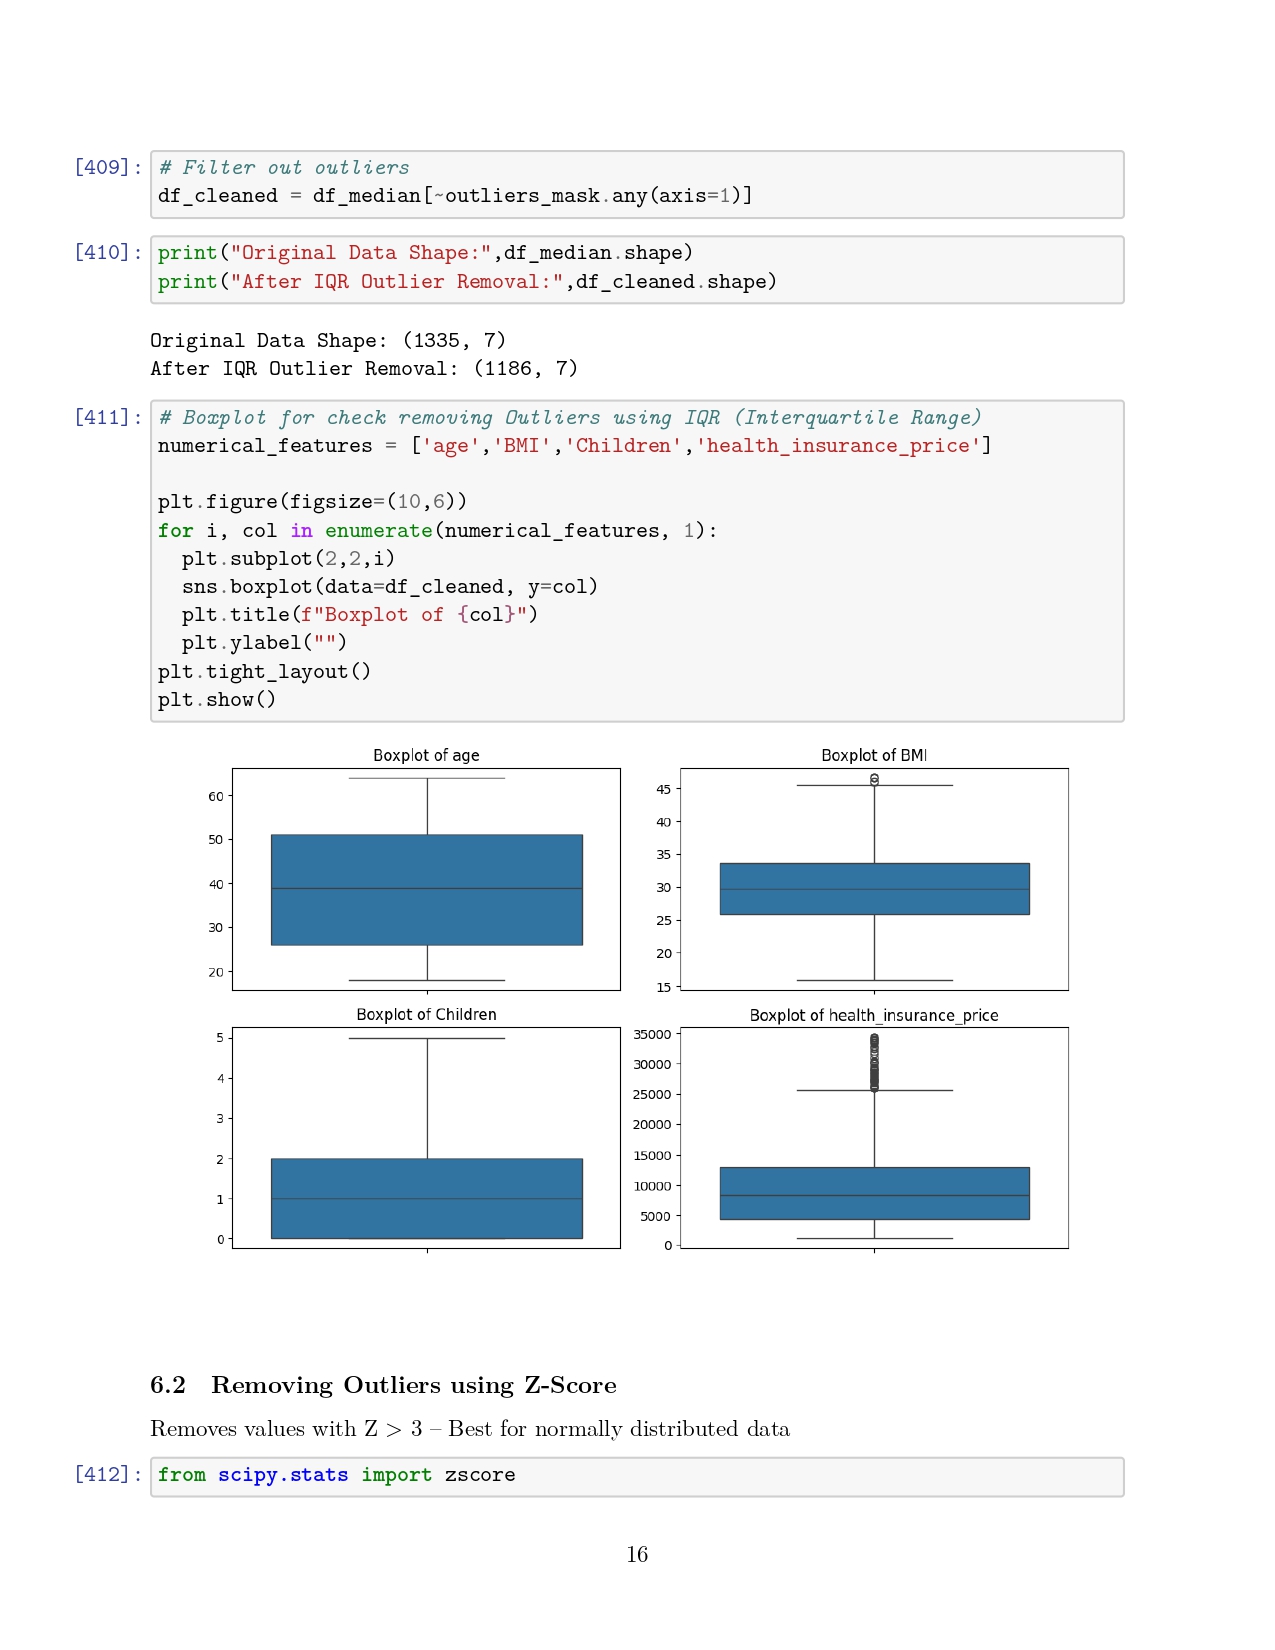 [409]: # Filter out outliers
df_cleaned = df_median[~outliers_mask.any(axis=1)]
[410]: print("Original Data Shape:",df_median.shape)
print("After IQR Outlier Removal:",df_cleaned.shape)
Original Data Shape: (1335, 7)
After IQR Outlier Removal: (1186, 7)
[411]: # Boxplot for check removing Outliers using IQR (Interquartile Range)
numerical_features = ['age','BMI','Children','health_insurance_price']
plt.figure(figsize=(10,6))
for i, col in enumerate(numerical_features, 1):
  plt.subplot(2,2,i)
  sns.boxplot(data=df_cleaned, y=col)
  plt.title(f"Boxplot of {col}")
  plt.ylabel("")
plt.tight_layout()
plt.show()
Boxplot of age
60
50
40
30
20
Boxplot of BMI
45
40
35
30
25
20
15
Boxplot of Children
5
4
3
2
1
0
Boxplot of health_insurance_price
35000
30000
25000
20000
15000
10000
5000
0
6.2 Removing Outliers using Z-Score
Removes values with Z > 3 – Best for normally distributed data
[412]: from scipy.stats import zscore
16